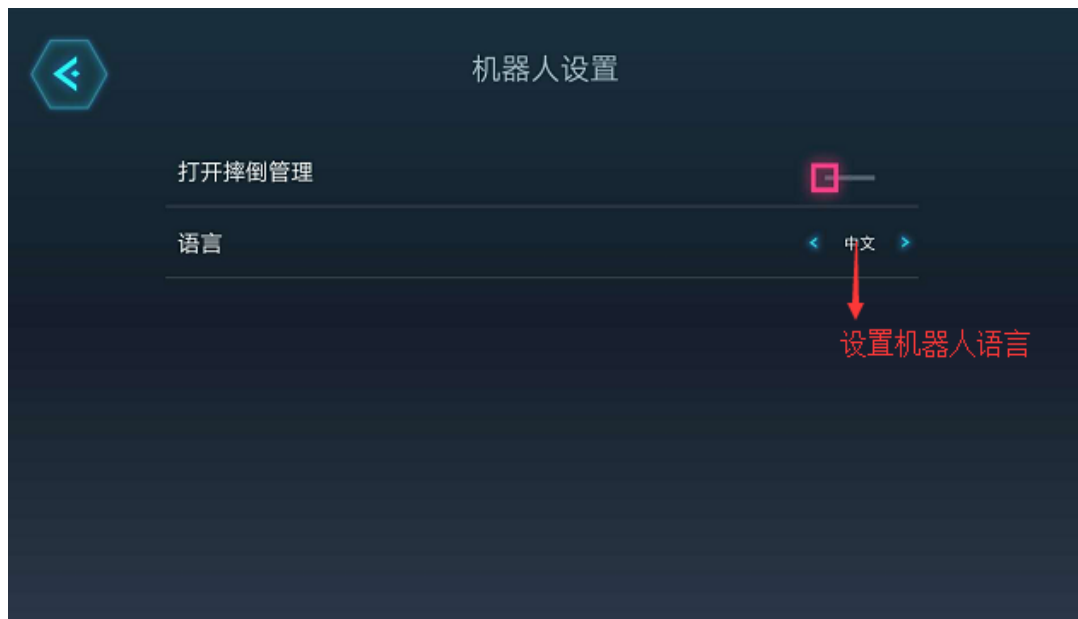 机器人设置
打开摔倒管理
语言
中文
设置机器人语言